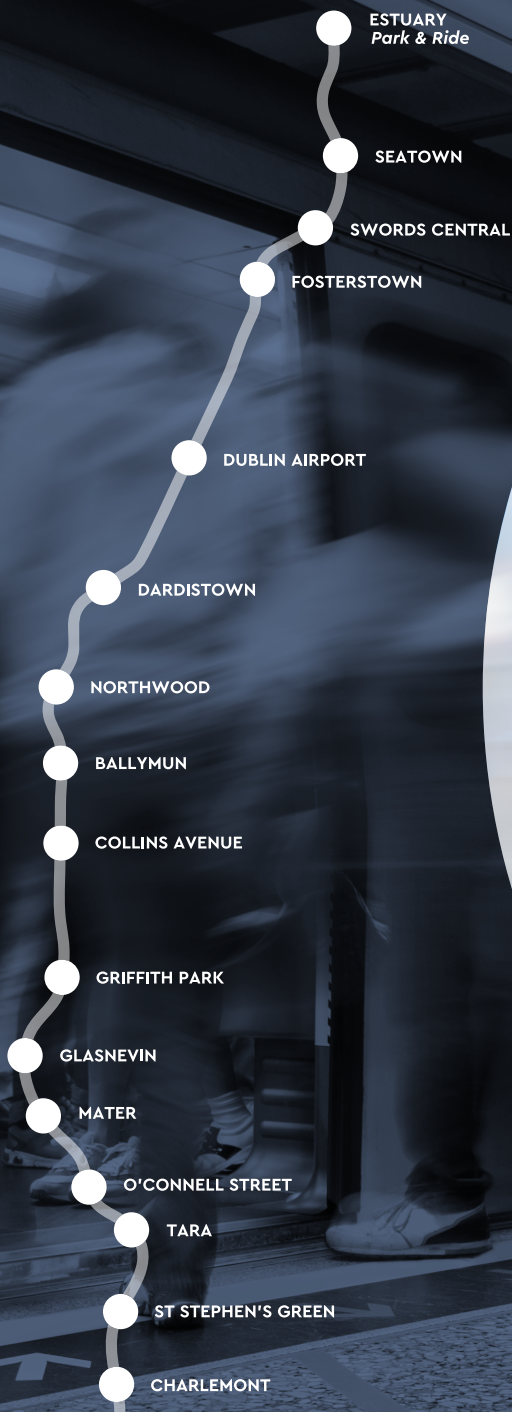 ESTUARY
Park & Ride
SEATOWN
SWORDS CENTRAL
FOSTERSTOWN
DUBLIN AIRPORT
DARDISTOWN
NORTHWOOD
BALLYMUN
COLLINS AVENUE
GRIFFITH PARK
GLASNEVIN
MATER
O'CONNELL STREET
TARA
ST STEPHEN'S GREEN
CHARLEMONT